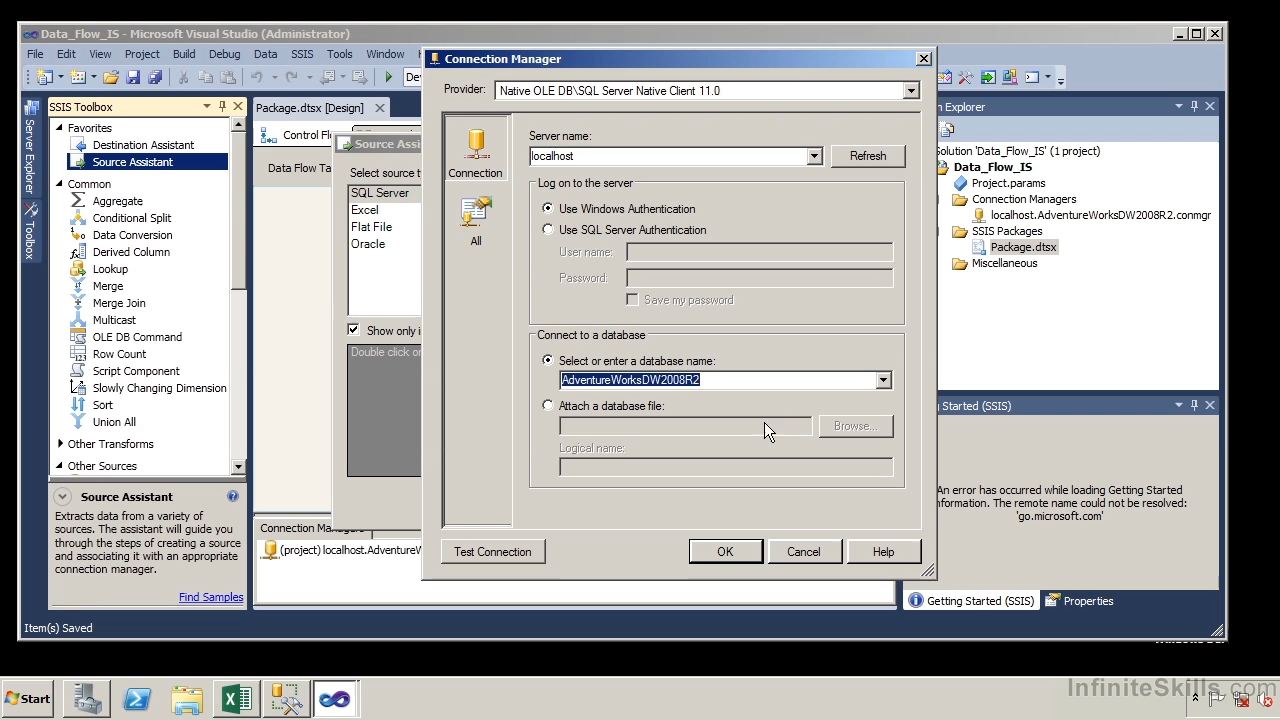 Data_Flow_IS - Microsoft Visual Studio (Administrator)
File Edit View Project Build Debug Data SSIS Tools Window
SSIS Toolbox
Favorites
Destination Assistant
Source Assistant
Common
Aggregate
Conditional Split
Data Conversion
Derived Column
Lookup
Merge
Merge Join
Multicast
OLE DB Command
Row Count
Script Component
Slowly Changing Dimension
Sort
Union All
Other Transforms
Other Sources
Source Assistant
Extracts data from a variety of
sources. The assistant will guide you
through the steps of creating a source
and associating it with an appropriate
connection manager.
Find Samples
Item(s) Saved
Server Explorer
Toolbox
Package.dtsx [Design]
Control Fl
Data Flow Ta
Source Assi
Select source t
SQL Server
Excel
Flat File
Oracle
Show only i
Double click or
Connection Manager
(project) localhost.AdventureW
Connection Manager
Provider: Native OLE DB\SQL Server Native Client 11.0
Connection
All
Server name:
localhost
Refresh
Log on to the server
Use Windows Authentication
Use SQL Server Authentication
User name:
Password:
Save my password
Connect to a database
Select or enter a database name:
AdventureWorksDW2008R2
Attach a database file:
Browse...
Logical name:
Test Connection OK Cancel Help
n Explorer
olution 'Data_Flow_IS' (1 project)
Data_Flow_IS
Project.params
Connection Managers
localhost.AdventureWorksDW2008R2.conmgr
SSIS Packages
Package.dtsx
Miscellaneous
g Started (SSIS)
An error has occurred while loading Getting Started
nformation. The remote name could not be resolved:
'go.microsoft.com'
Getting Started (SSIS) Properties
Start
InfiniteSkills.com